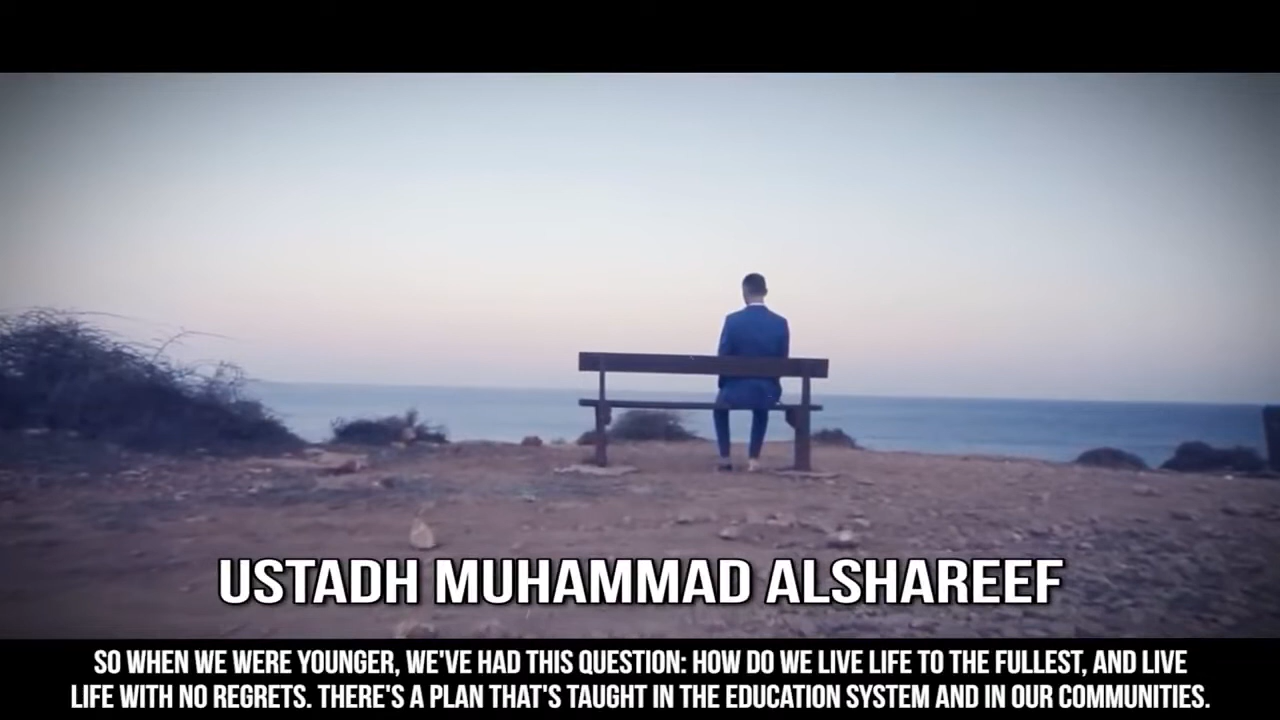 USTADH MUHAMMAD ALSHAREEF
SO WHEN WE WERE YOUNGER, WE'VE HAD THIS QUESTION: HOW DO WE LIVE LIFE TO THE FULLEST, AND LIVE
LIFE WITH NO REGRETS. THERE'S A PLAN THAT'S TAUGHT IN THE EDUCATION SYSTEM AND IN OUR COMMUNITIES.